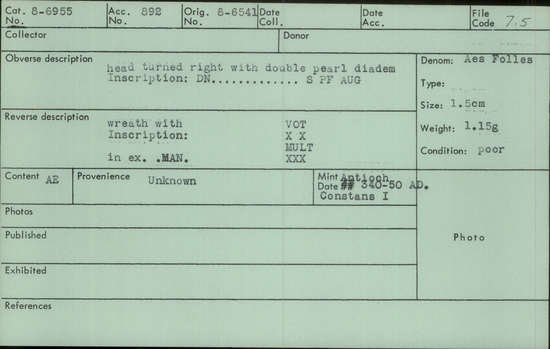 Cat. No. 8-6955 Acc. No. 892 Orig. No. 8-6541 Date Coll. Date Acc. File Code 7.5
Collector Donor
Obverse description
head turned right with double pearl diadem
Inscription: DN............. S PF AUG
Denom: Aes Folles
Type:
Size: 1.5cm
Weight: 1.15g
Condition: poor
Reverse description
wreath with VOT
Inscription: X X
MULT
in ex. .MAN. XXX
Content AE Provenience Unknown Mint Antioch
Date 340-50 AD.
Constans I
Photos
Published
Exhibited
References
Photo